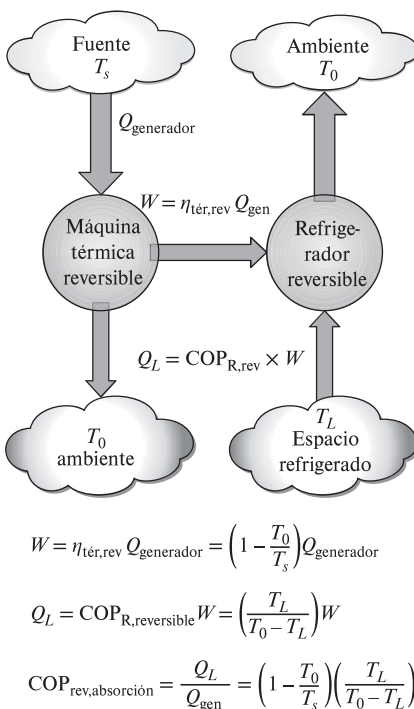 Fuente
T_s
Ambiente
T_0
Q_generador
W = η_tér,rev Q_gen
Máquina
térmica
reversible
Refrige-
rador
reversible
Q_L = COP_R,rev × W
T_0
ambiente
T_L
Espacio
refrigerado
W = η_tér,rev Q_generador = (1 − T_0/T_s) Q_generador
Q_L = COP_R,reversible W = (T_L/(T_0 − T_L)) W
COP_rev,absorción = Q_L/Q_gen = (1 − T_0/T_s)(T_L/(T_0 − T_L))